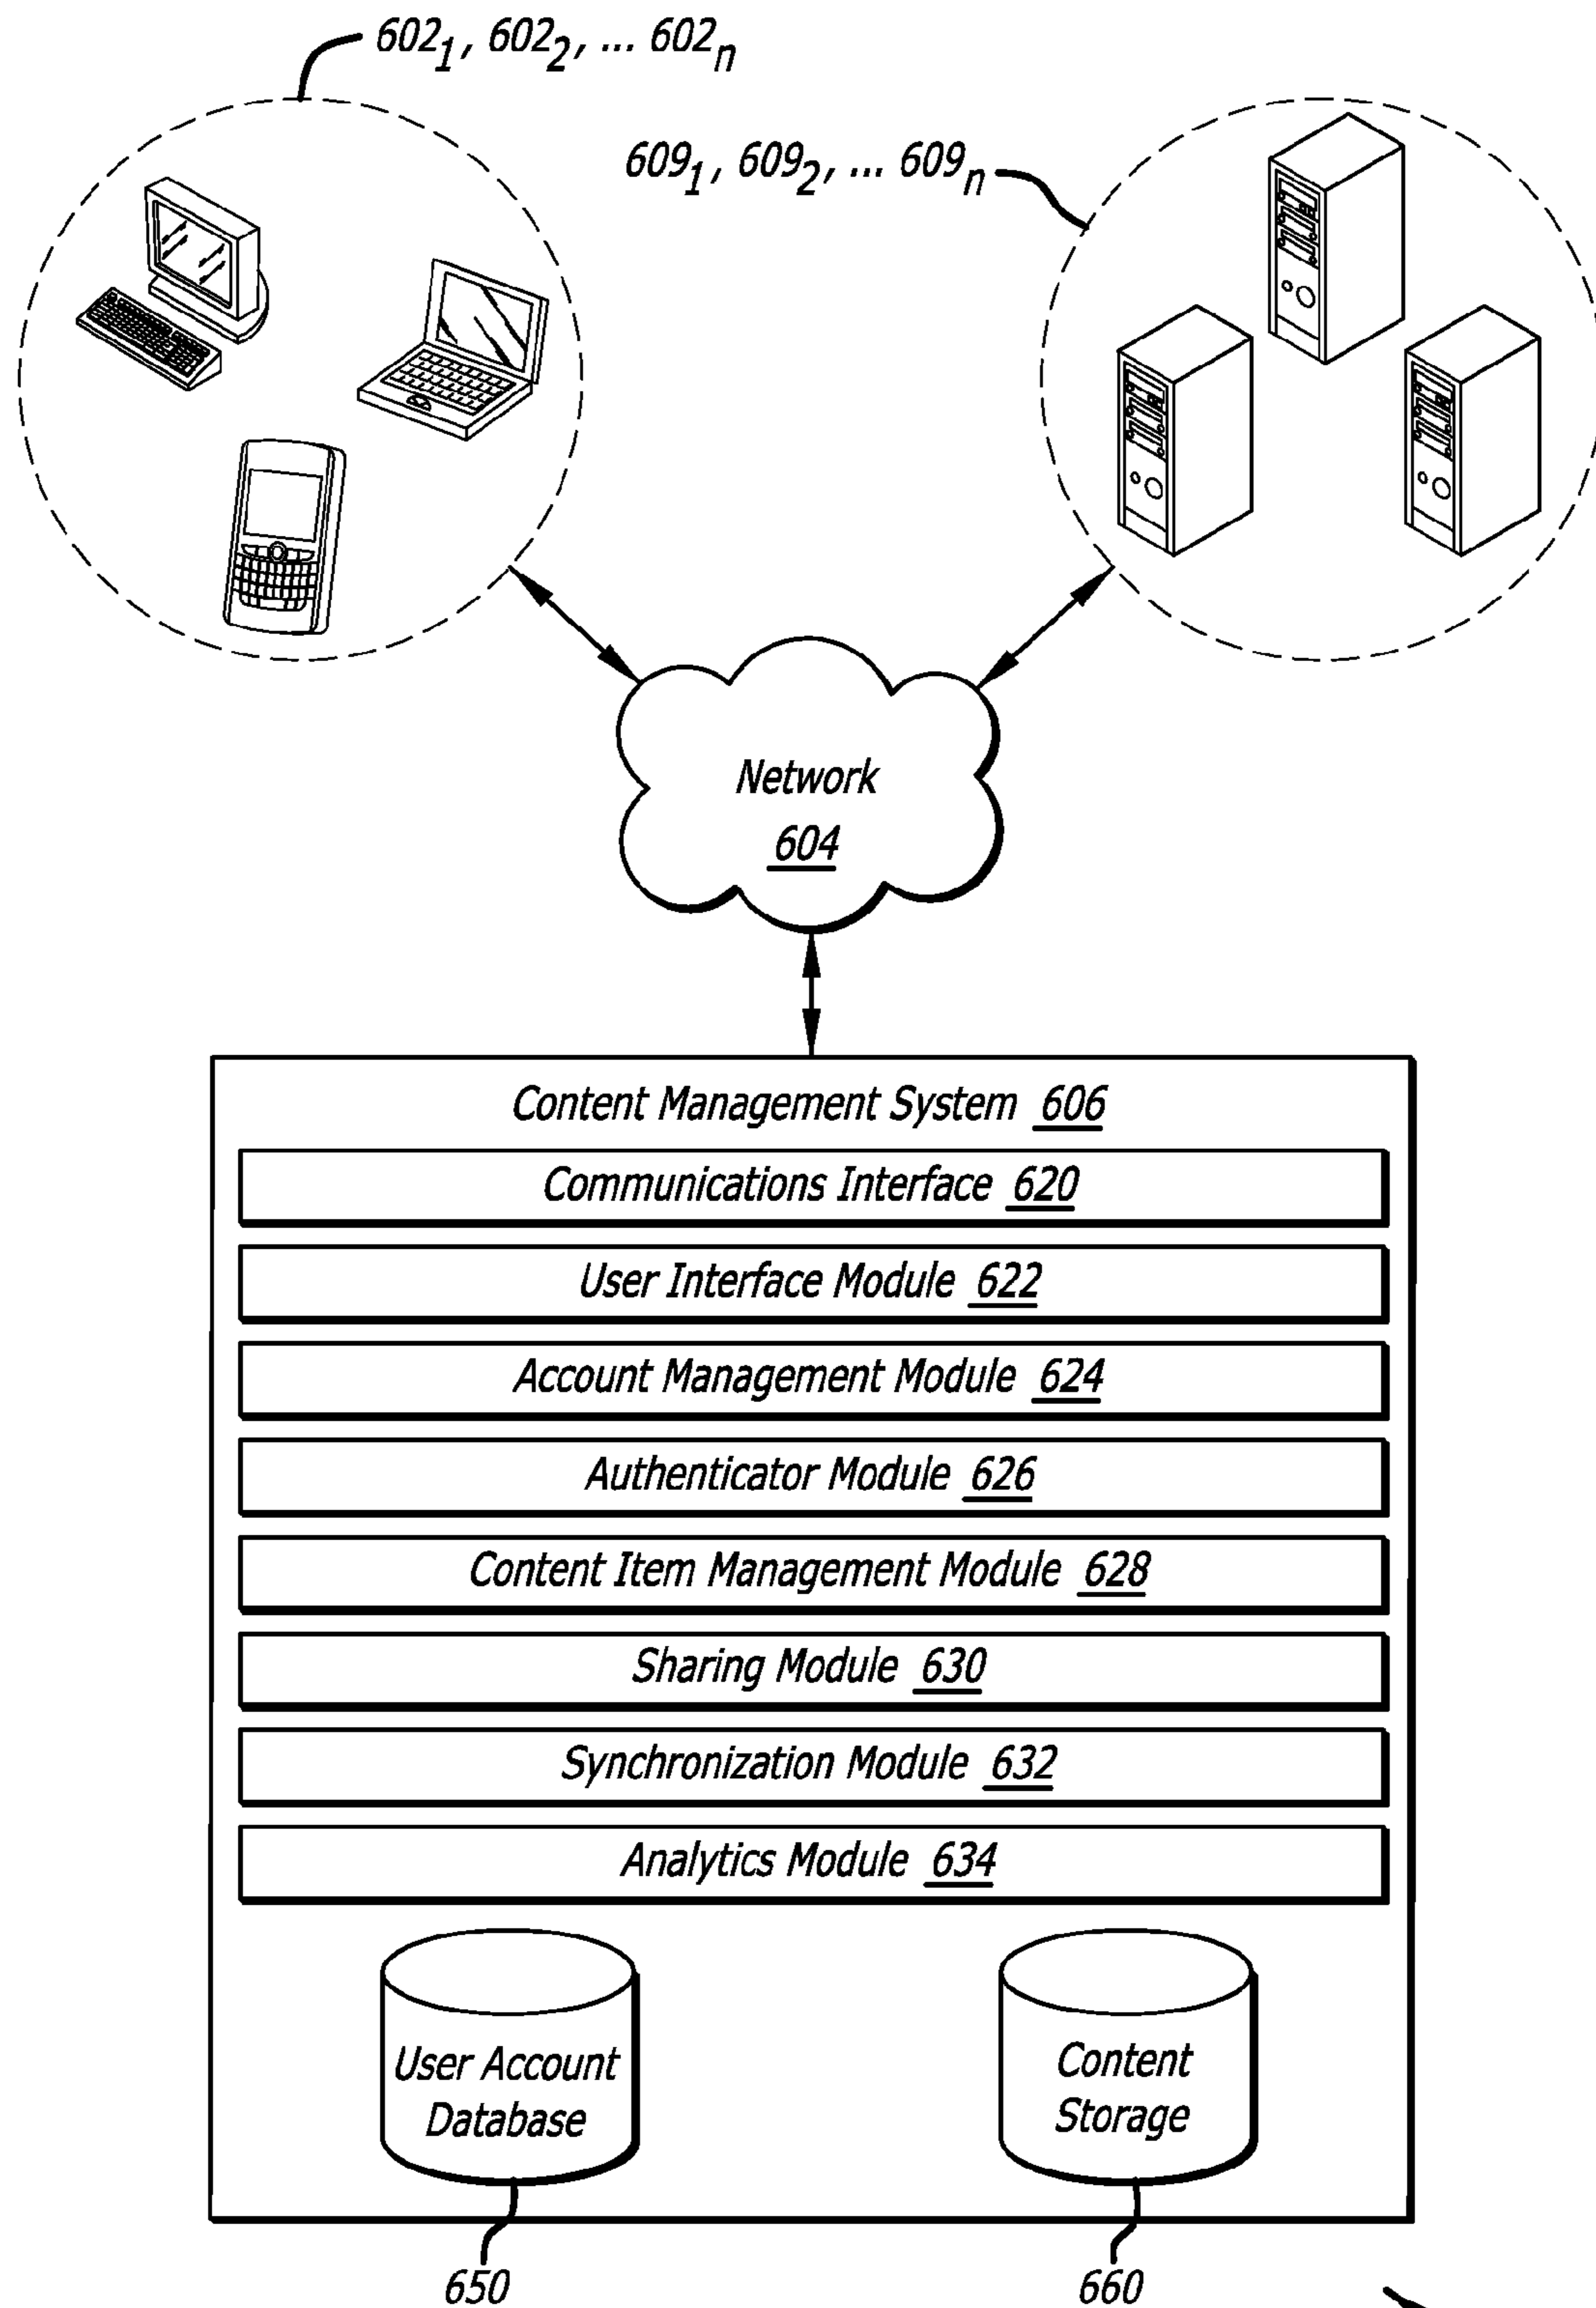 602₁, 602₂, ... 602ₙ
609₁, 609₂, ... 609ₙ
Network
604
Content Management System 606
Communications Interface 620
User Interface Module 622
Account Management Module 624
Authenticator Module 626
Content Item Management Module 628
Sharing Module 630
Synchronization Module 632
Analytics Module 634
User Account
Database
Content
Storage
650
660